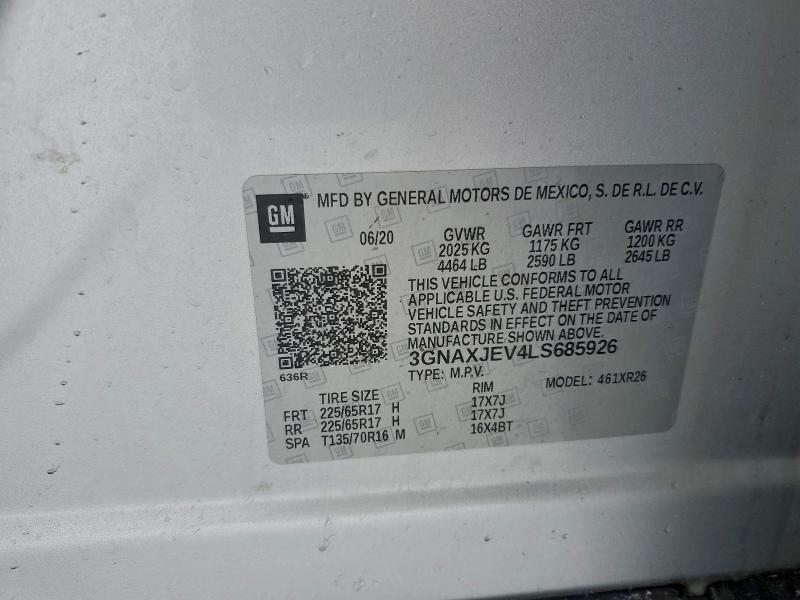 GM
MFD BY GENERAL MOTORS DE MEXICO, S. DE R.L. DE C.V.
06/20 GVWR GAWR FRT GAWR RR
2025 KG 1175 KG 1200 KG
4464 LB 2590 LB 2645 LB
THIS VEHICLE CONFORMS TO ALL
APPLICABLE U.S. FEDERAL MOTOR
VEHICLE SAFETY AND THEFT PREVENTION
STANDARDS IN EFFECT ON THE DATE OF
MANUFACTURE SHOWN ABOVE.
3GNAXJEV4LS685926
636R
TYPE: M.P.V. MODEL: 461XR26
TIRE SIZE RIM
FRT 225/65R17 H 17X7J
RR 225/65R17 H 17X7J
SPA T135/70R16 M 16X4BT